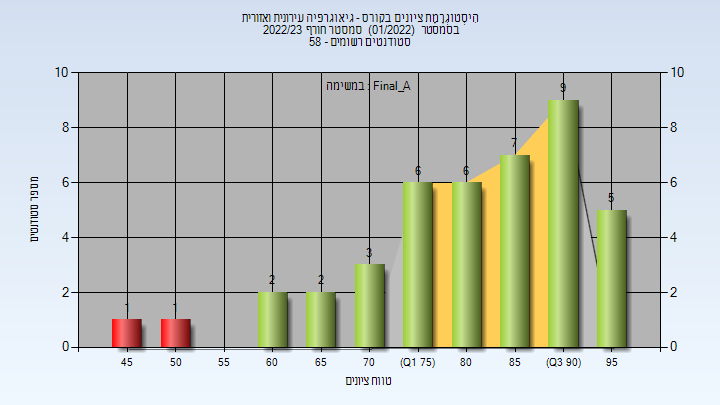 הִיסְטוֹגְרַמַת ציונים בקורס - גיאוגרפיה עירונית ואזורית
בסמסטר (01/2022) סמסטר חורף 2022/23
סטודנטים רשומים - 58
במשימה : Final_A
מספר סטודנטים
10 10
8 8
6 6
4 4
2 2
0 0
1 1 2 2 3 6 6 7 9 5
45 50 55 60 65 70 (Q1 75) 80 85 (Q3 90) 95
טווח ציונים